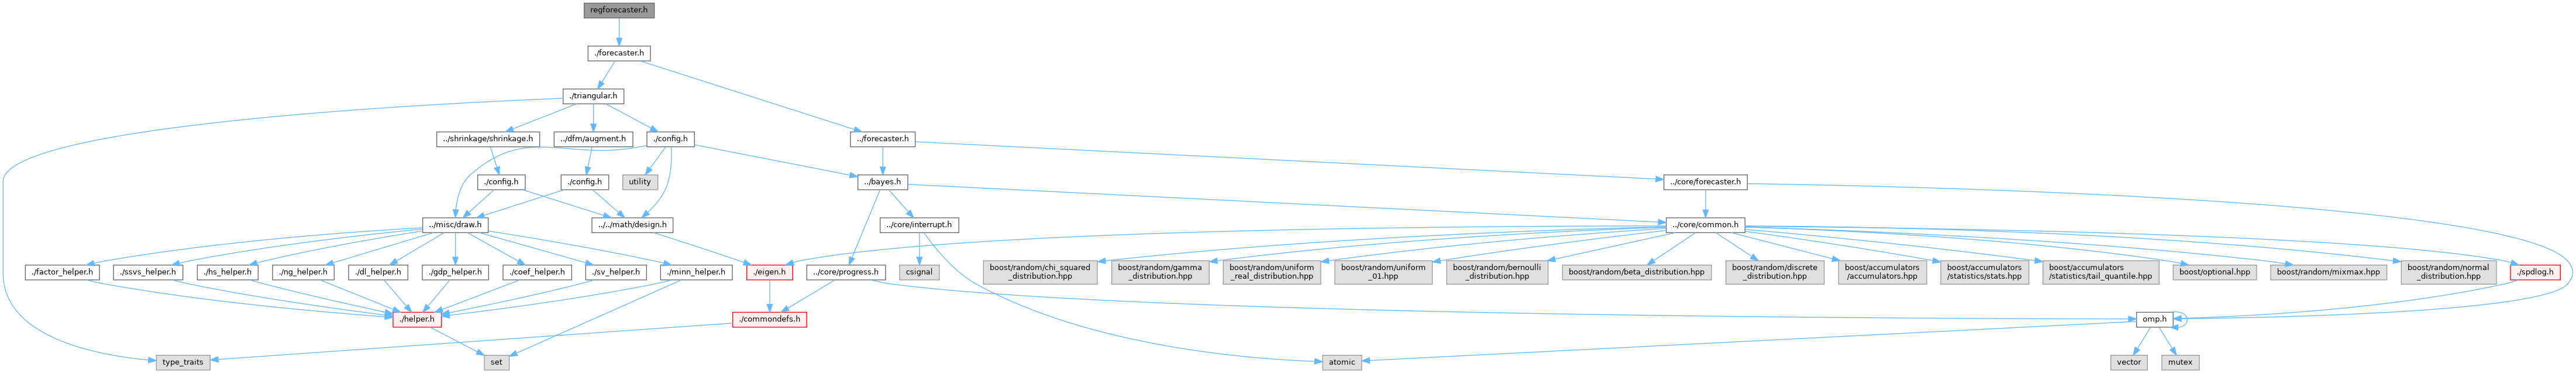 regforecaster.h
./forecaster.h
./triangular.h
../shrinkage/shrinkage.h
../dfm/augment.h
./config.h
../forecaster.h
./config.h
./config.h
utility
../bayes.h
../core/forecaster.h
../misc/draw.h
../../math/design.h
../core/interrupt.h
../core/common.h
./factor_helper.h
./ssvs_helper.h
./hs_helper.h
./ng_helper.h
./dl_helper.h
./gdp_helper.h
./coef_helper.h
./sv_helper.h
./minn_helper.h
./eigen.h
../core/progress.h
csignal
boost/random/chi_squared
_distribution.hpp
boost/random/gamma
_distribution.hpp
boost/random/uniform
_real_distribution.hpp
boost/random/uniform
_01.hpp
boost/random/bernoulli
_distribution.hpp
boost/random/beta_distribution.hpp
boost/random/discrete
_distribution.hpp
boost/accumulators
/accumulators.hpp
boost/accumulators
/statistics/stats.hpp
boost/accumulators
/statistics/tail_quantile.hpp
boost/optional.hpp
boost/random/mixmax.hpp
boost/random/normal
_distribution.hpp
./spdlog.h
./helper.h
./commondefs.h
omp.h
type_traits
set
atomic
vector
mutex